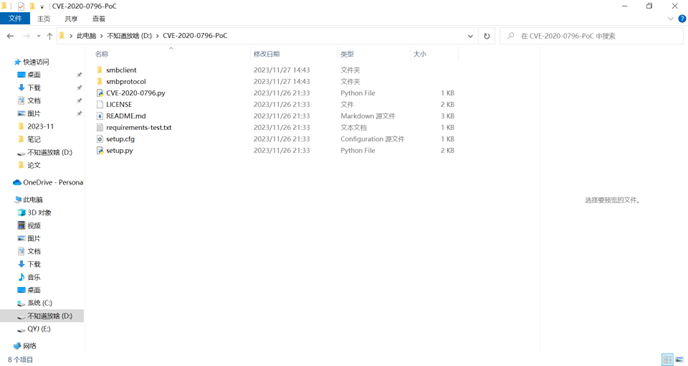 CVE-2020-0796-PoC
文件 主页 共享 查看
此电脑 > 不知道放啥 (D:) > CVE-2020-0796-PoC
在 CVE-2020-0796-PoC 中搜索
名称 修改日期 类型 大小
smbclient 2023/11/27 14:43 文件夹
smbprotocol 2023/11/27 14:43 文件夹
CVE-2020-0796.py 2023/11/26 21:33 Python File 1 KB
LICENSE 2023/11/26 21:33 文件 2 KB
README.md 2023/11/26 21:33 Markdown 源文件 3 KB
requirements-test.txt 2023/11/26 21:33 文本文档 1 KB
setup.cfg 2023/11/26 21:33 Configuration 源文件 1 KB
setup.py 2023/11/26 21:33 Python File 2 KB
快速访问
桌面
下载
文档
图片
2023-11
笔记
不知道放啥 (D:)
论文
OneDrive - Persona
此电脑
3D 对象
视频
图片
文档
下载
音乐
桌面
系统 (C:)
不知道放啥 (D:)
QYJ (E:)
网络
选择要预览的文件。
8 个项目